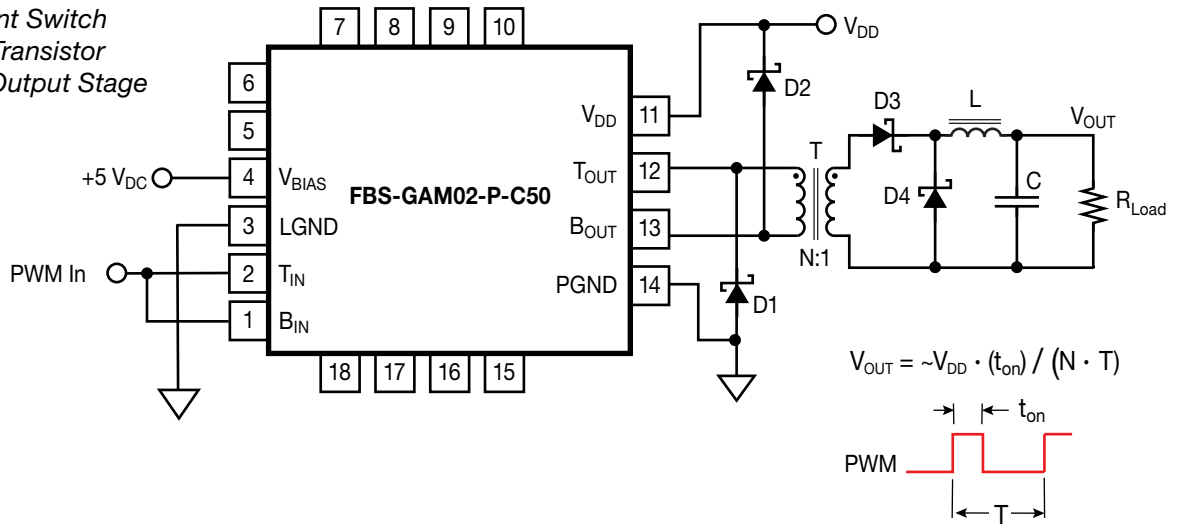 nt Switch
Transistor
Output Stage
7 8 9 10
6
5
4
3
2
1
+5 V_DC
PWM In
V_BIAS
LGND
T_IN
B_IN
FBS-GAM02-P-C50
V_DD
T_OUT
B_OUT
PGND
11
12
13
14
18 17 16 15
V_DD
D2
D1
T
N:1
D3
D4
L
C
V_OUT
R_Load
V_OUT = ~V_DD · (t_on) / (N · T)
t_on
PWM
T